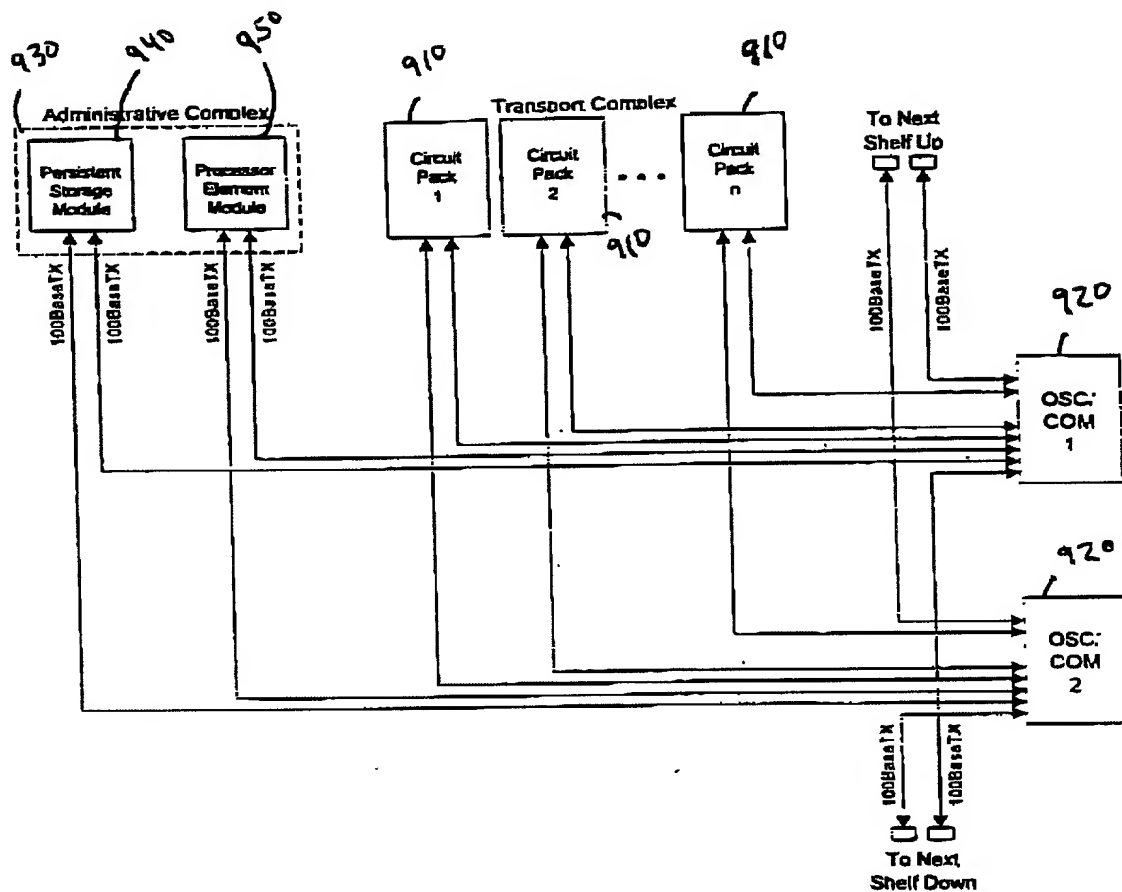 930
940
950
910
910
Administrative Complex
Transport Complex
To Next
Shelf Up
Persistent
Storage
Module
Processor
Element
Module
Circuit
Pack
1
Circuit
Pack
2
Circuit
Pack
n
910
100BaseTX
100BaseTX
100BaseTX
100BaseTX
100BaseTX
100BaseTX
920
OSC/
COM
1
920
OSC/
COM
2
100BaseTX
100BaseTX
To Next
Shelf Down